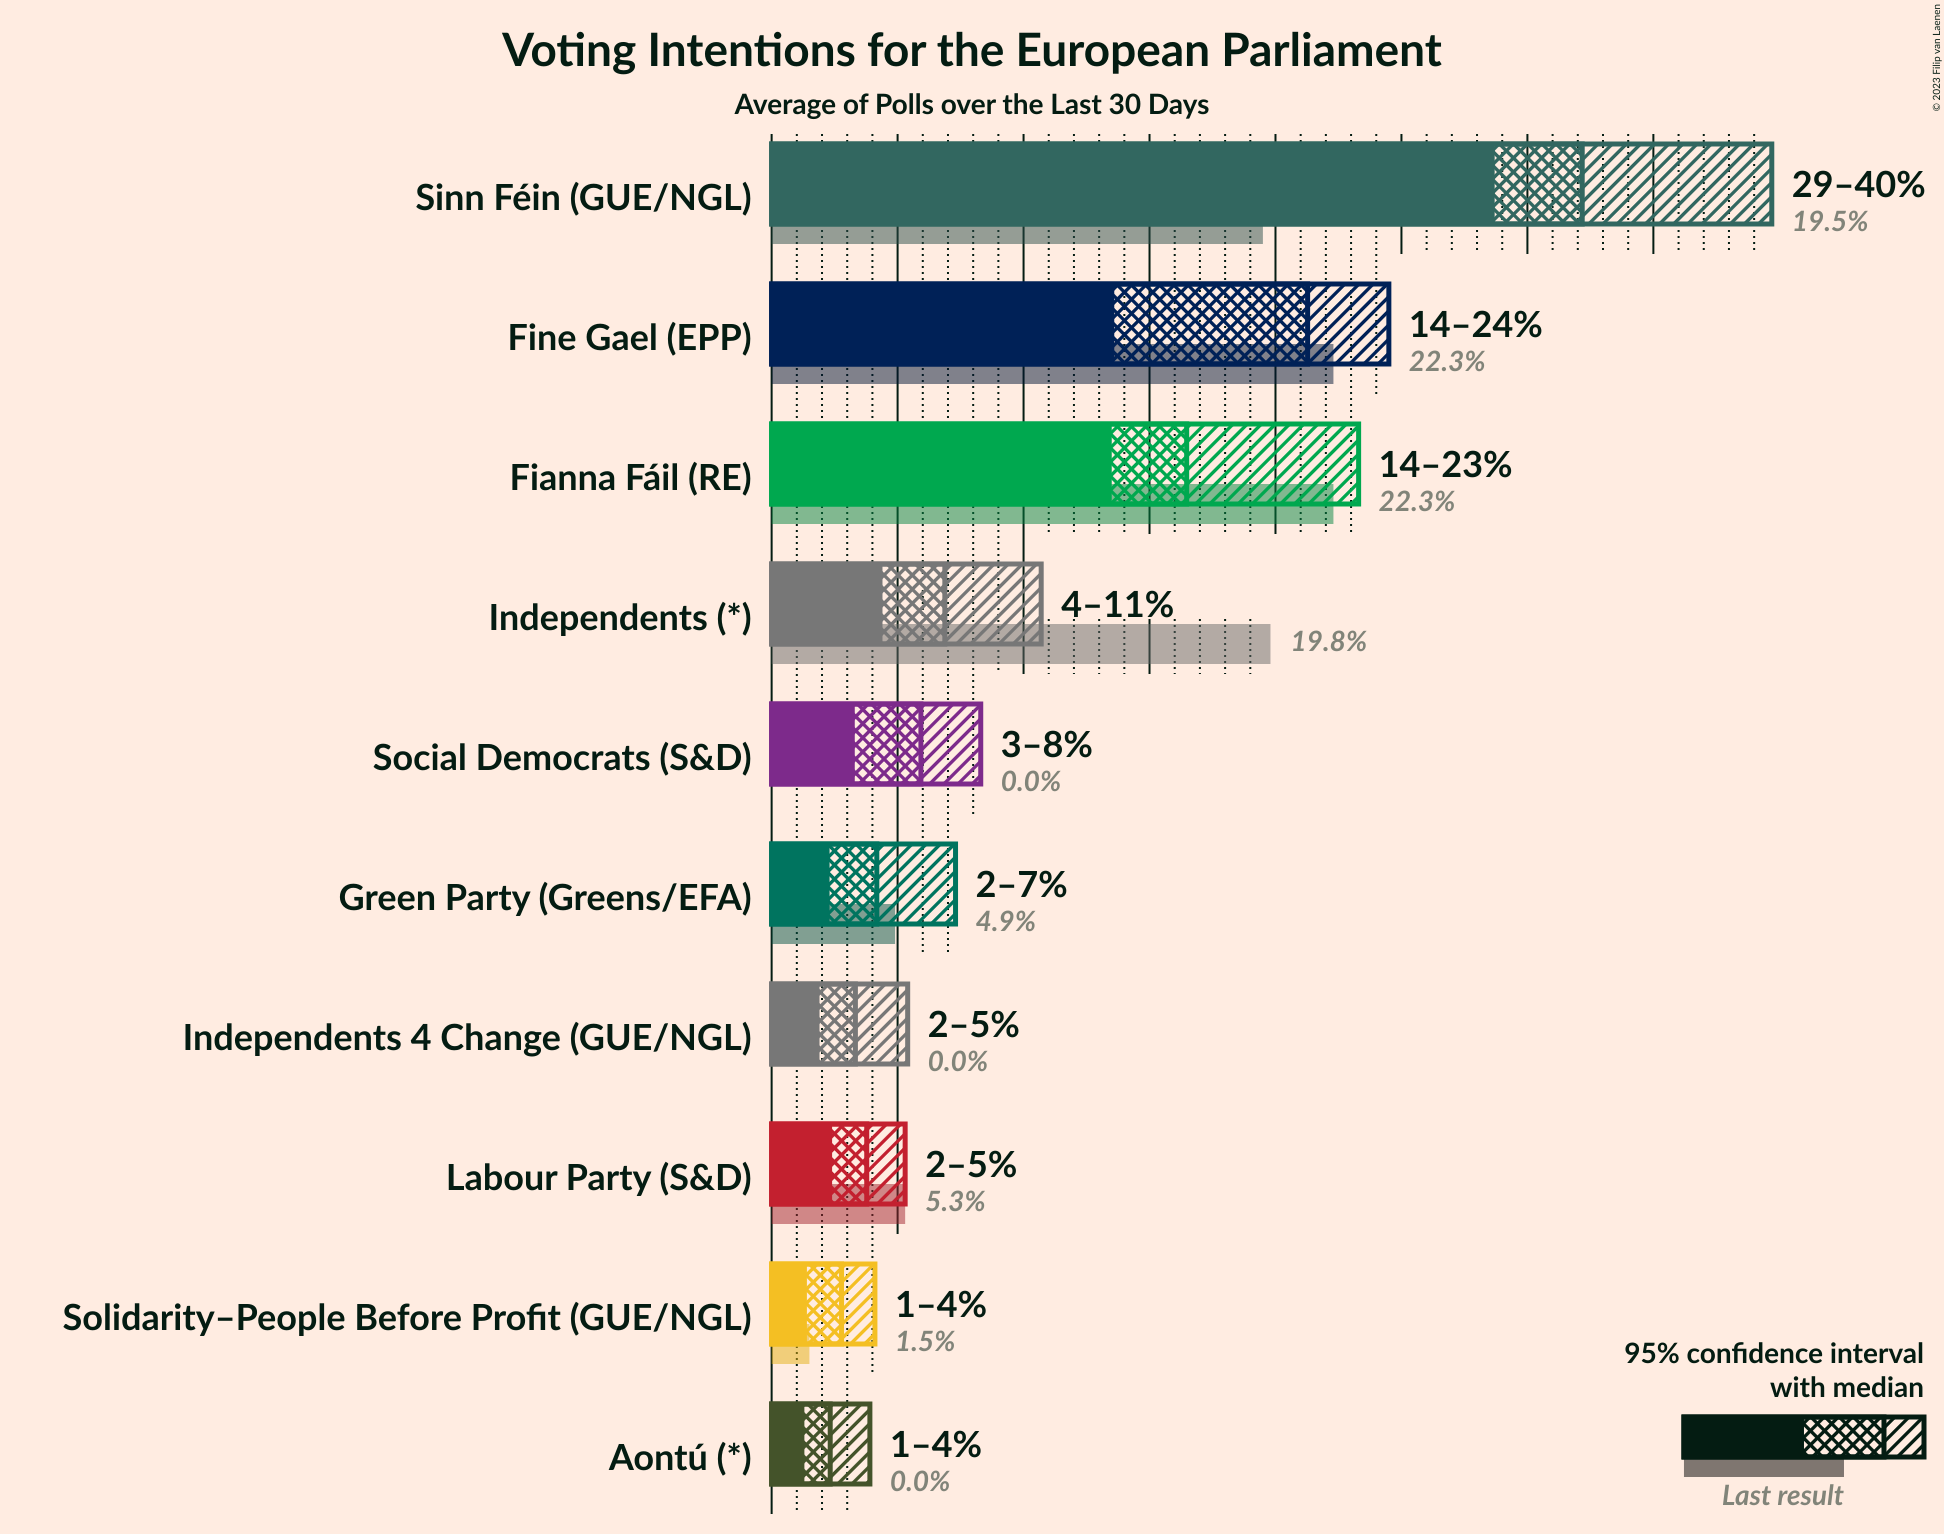 Voting Intentions for the European Parliament
Average of Polls over the Last 30 Days
© 2023 Filip van Laenen
Sinn Féin (GUE/NGL)
29–40%
19.5%
Fine Gael (EPP)
14–24%
22.3%
Fianna Fáil (RE)
14–23%
22.3%
Independents (*)
4–11%
19.8%
Social Democrats (S&D)
3–8%
0.0%
Green Party (Greens/EFA)
2–7%
4.9%
Independents 4 Change (GUE/NGL)
2–5%
0.0%
Labour Party (S&D)
2–5%
5.3%
Solidarity–People Before Profit (GUE/NGL)
1–4%
1.5%
Aontú (*)
1–4%
0.0%
95% confidence interval
with median
Last result